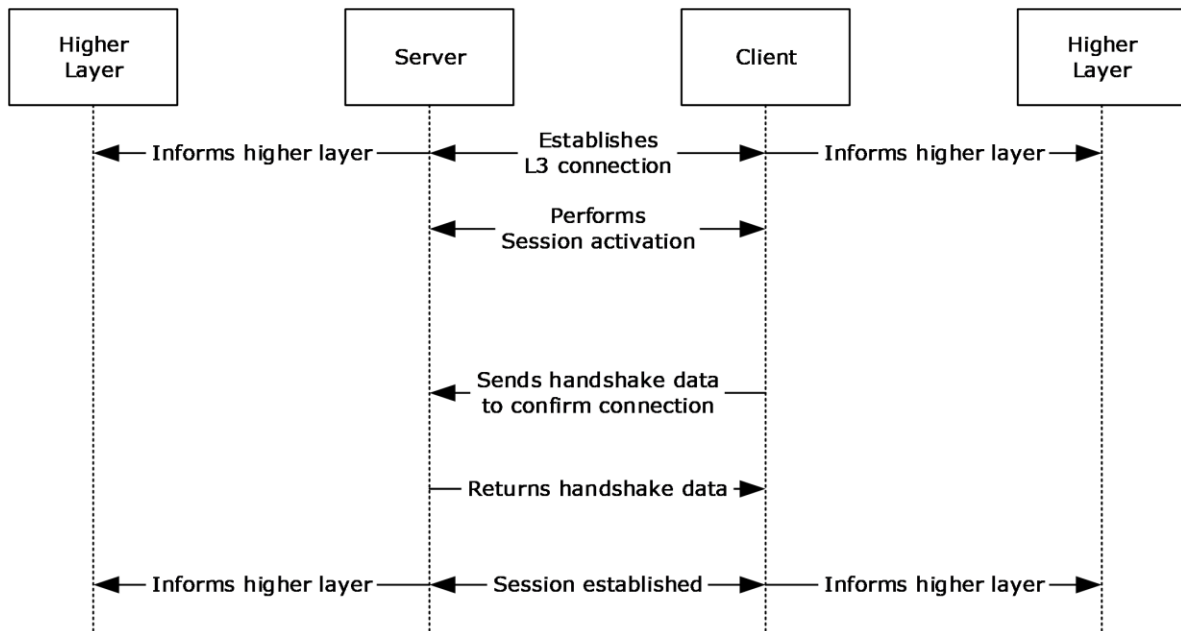 Higher
Layer
Server
Client
Higher
Layer
Informs higher layer
Establishes
L3 connection
Informs higher layer
Performs
Session activation
Sends handshake data
to confirm connection
Returns handshake data
Informs higher layer
Session established
Informs higher layer